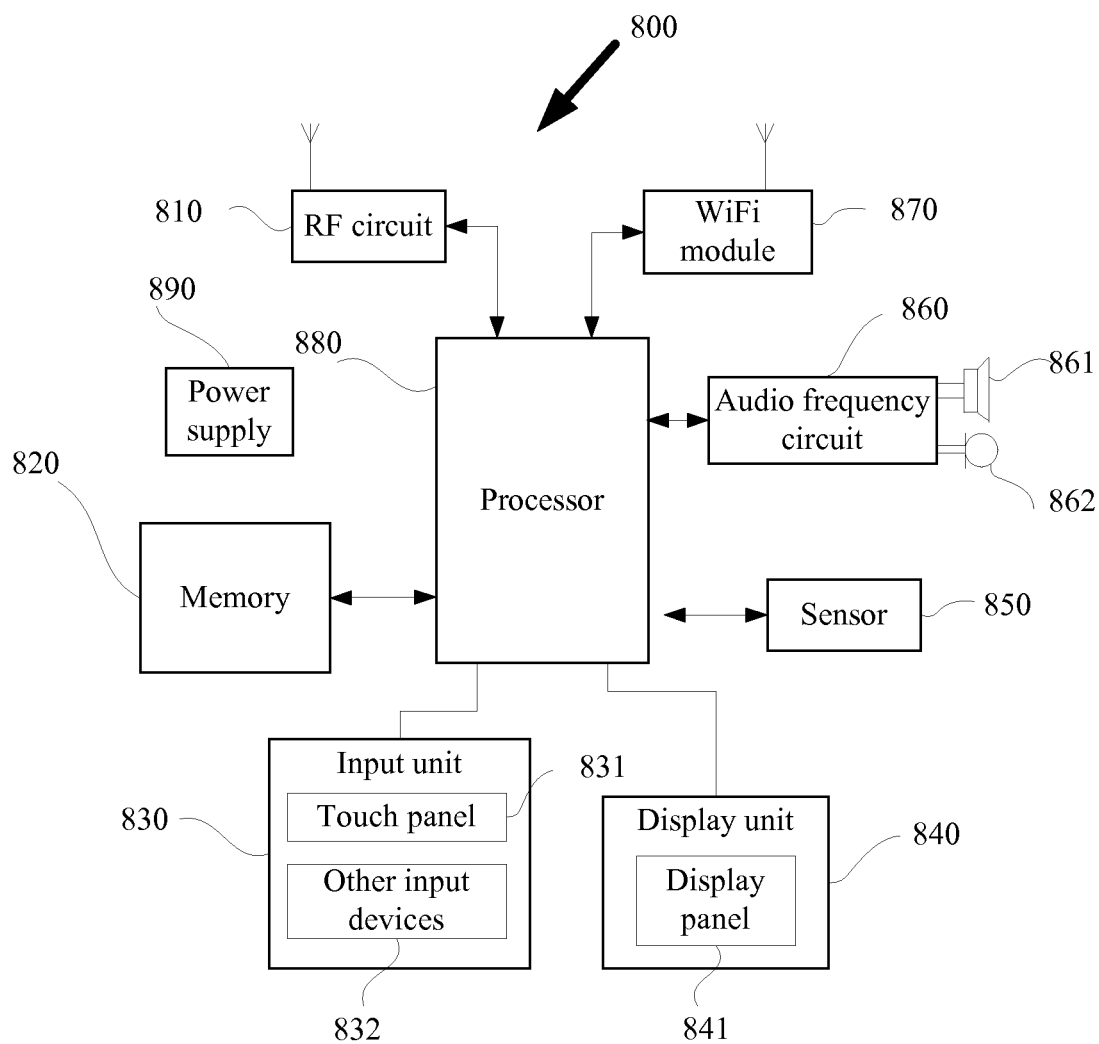 800
810
RF circuit
WiFi
module
870
890
880
860
861
Power
supply
Audio frequency
circuit
820
Processor
862
Memory
Sensor
850
Input unit
831
830
Touch panel
Display unit
840
Other input
devices
Display
panel
832
841